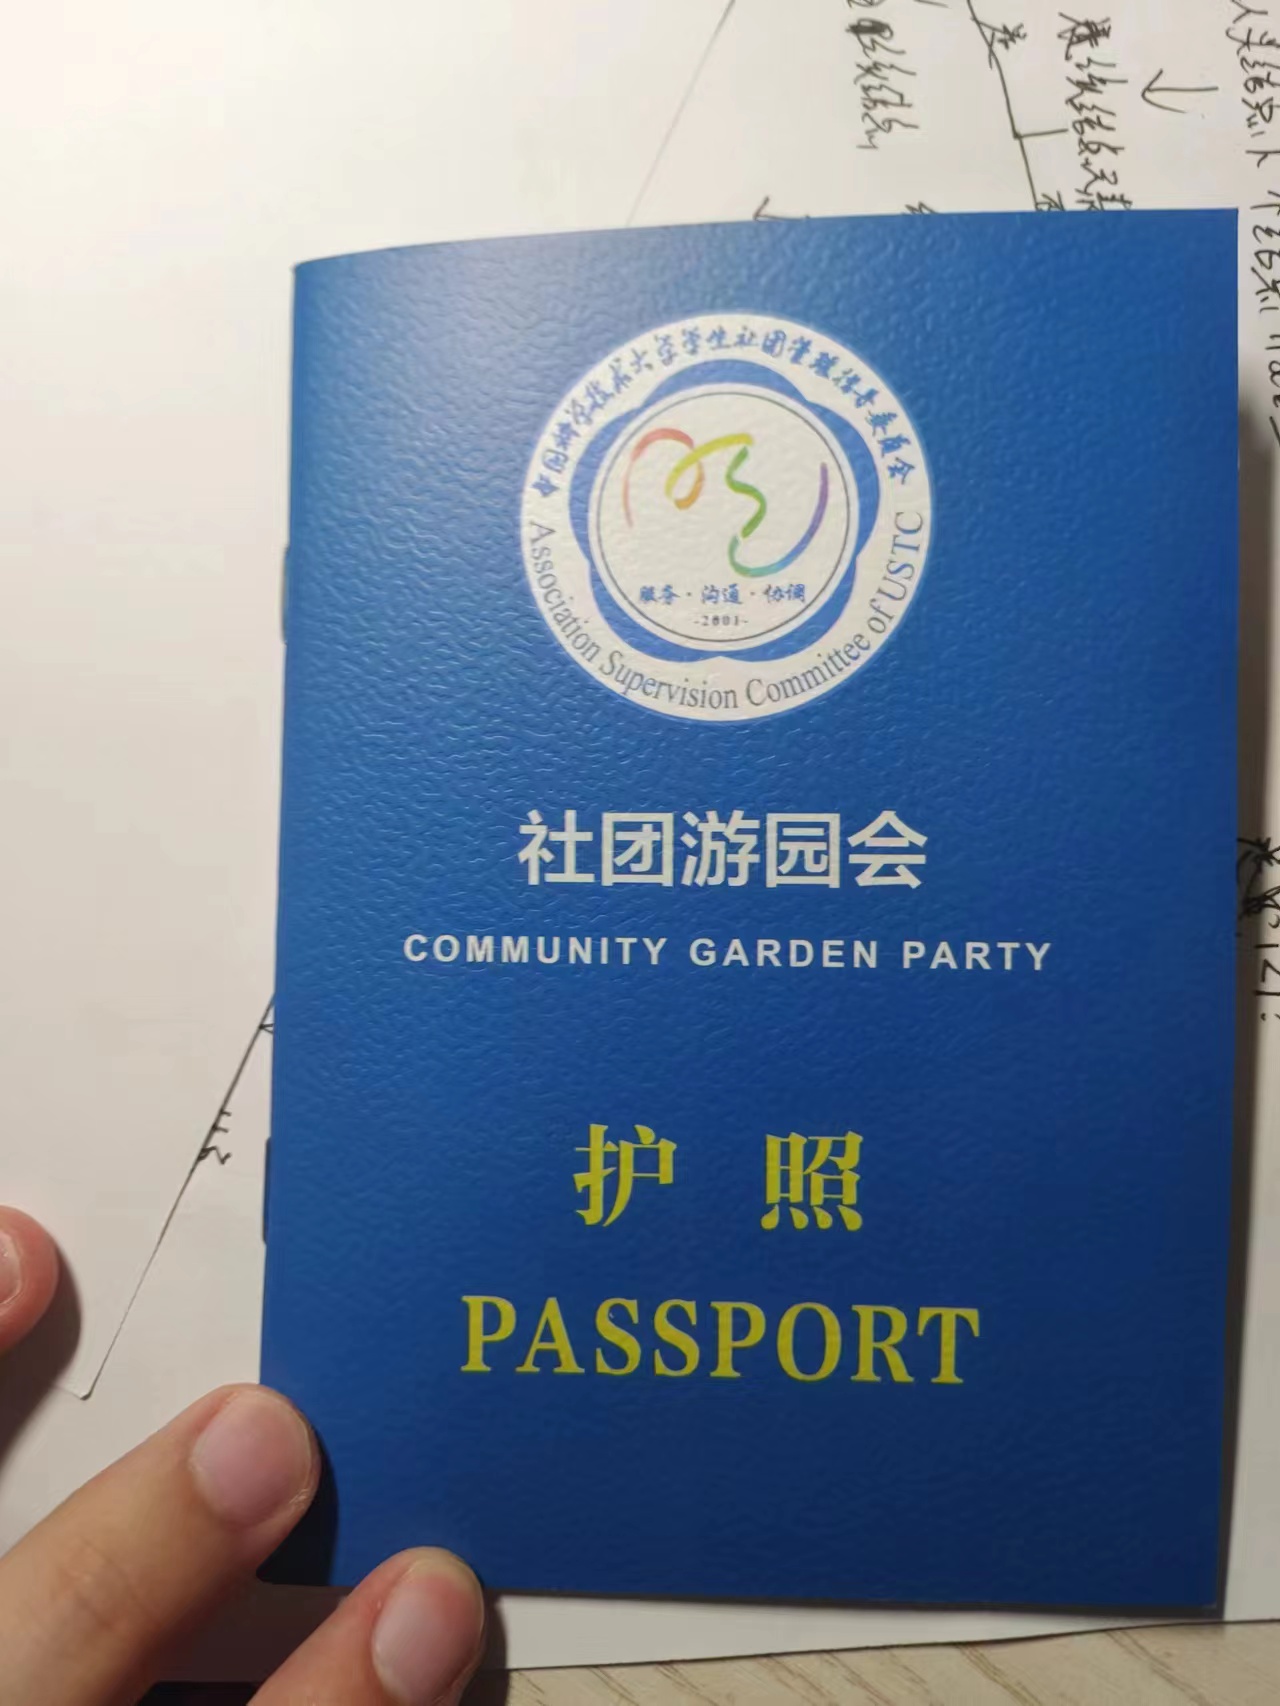 中国科学技术大学学生社团管理指导委员会
服务·沟通·协调
-2001-
Association Supervision Committee of USTC
社团游园会
COMMUNITY GARDEN PARTY
护 照
PASSPORT